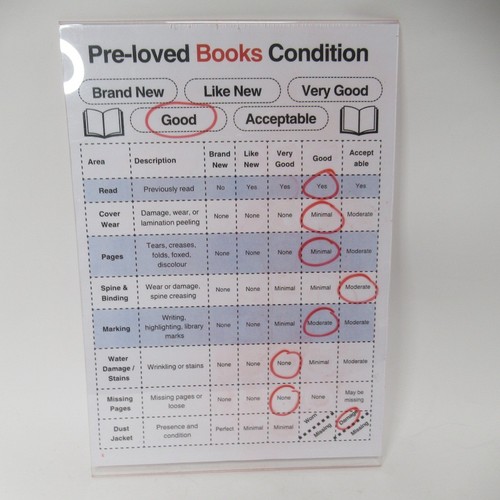 Pre-loved Books Condition
Brand New Like New Very Good
Good Acceptable
Area Description Brand New Like New Very Good Good Accept able
Read Previously read No Yes Yes Yes Yes
Cover Wear Damage, wear, or lamination peeling None None None Minimal Moderate
Pages Tears, creases, folds, foxed, discolour None None None Minimal Moderate
Spine & Binding Wear or damage, spine creasing None None Minimal Minimal Moderate
Marking Writing, highlighting, library marks None None Minimal Moderate Moderate
Water Damage / Stains Wrinkling or stains None None None Minimal Moderate
Missing Pages Missing pages or loose None None None None May be missing
Dust Jacket Presence and condition Perfect Minimal Minimal Worn Missing Missing